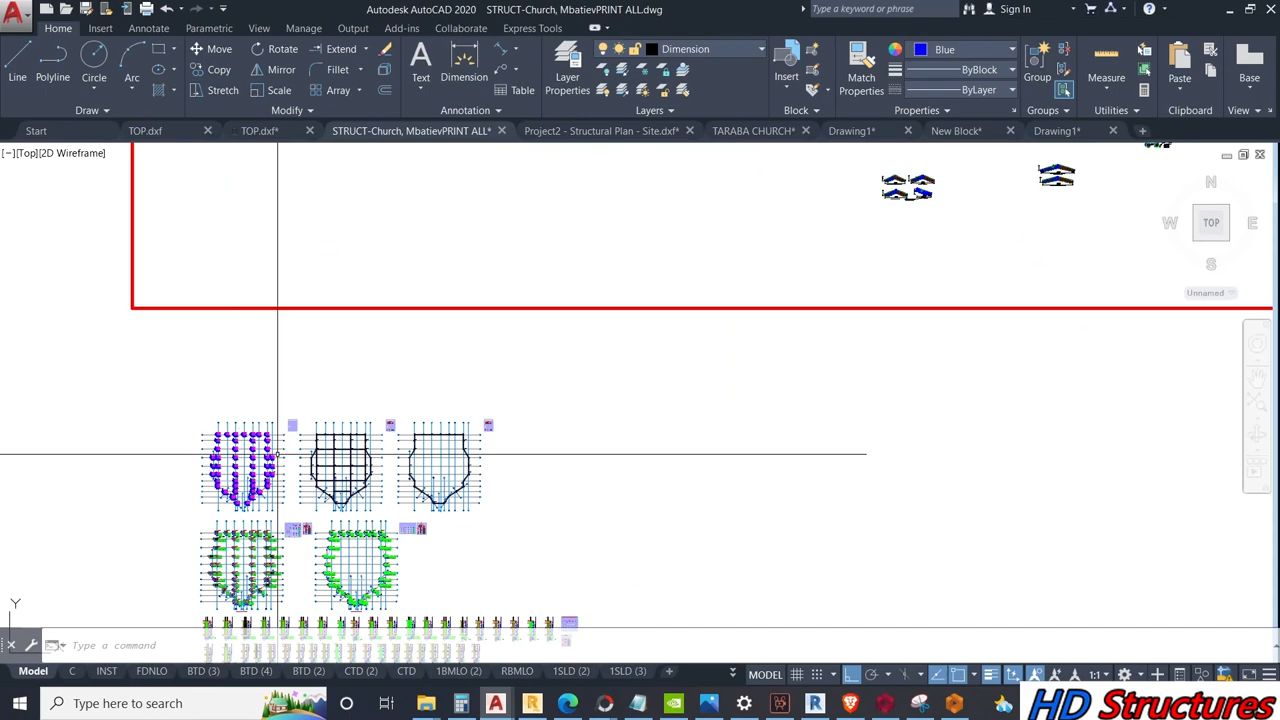 Autodesk AutoCAD 2020 STRUCT-Church, MbatievPRINT ALL.dwg Type a keyword or phrase Sign In
Home Insert Annotate Parametric View Manage Output Add-ins Collaborate Express Tools
Line Polyline Circle Arc Move Rotate Extend Copy Mirror Fillet Stretch Scale Array Text Dimension Table Layer Properties Dimension Insert Match Properties Blue ByBlock ByLayer Group Measure Paste Base
Draw Modify Annotation Layers Block Properties Groups Utilities Clipboard View
Start TOP.dxf TOP.dxf* STRUCT-Church, MbatievPRINT ALL* Project2 - Structural Plan - Site.dxf* TARABA CHURCH* Drawing1* New Block* Drawing1*
[−][Top][2D Wireframe]
N
W TOP E
S
Unnamed
Y
Type a command
Model C INST FDNLO BTD (3) BTD (4) BTD (2) CTD (2) CTD 1BMLO (2) RBMLO 1SLD (2) 1SLD (3) MODEL 1:1
Type here to search
HD Structures